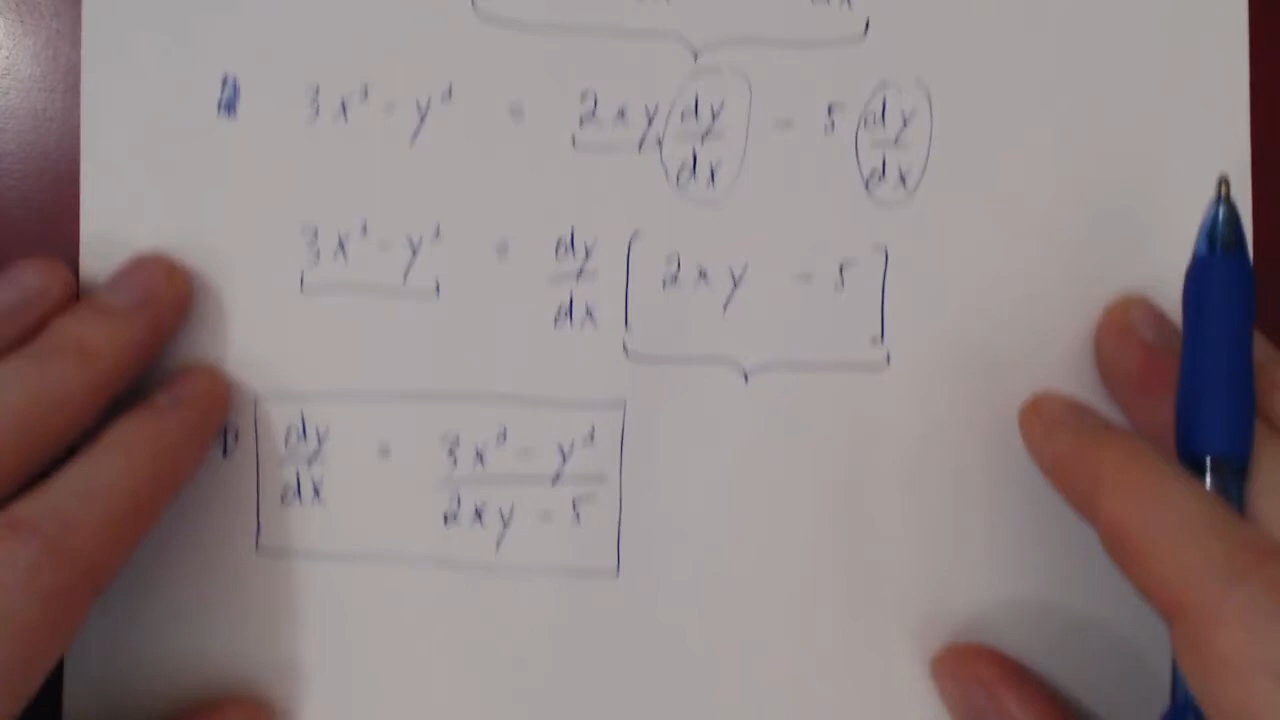 dx
3x² - y² = 2xy dy/dx - 5 dy/dx
3x² - y² = dy/dx [2xy - 5]
dy/dx = (3x² - y²)/(2xy - 5)